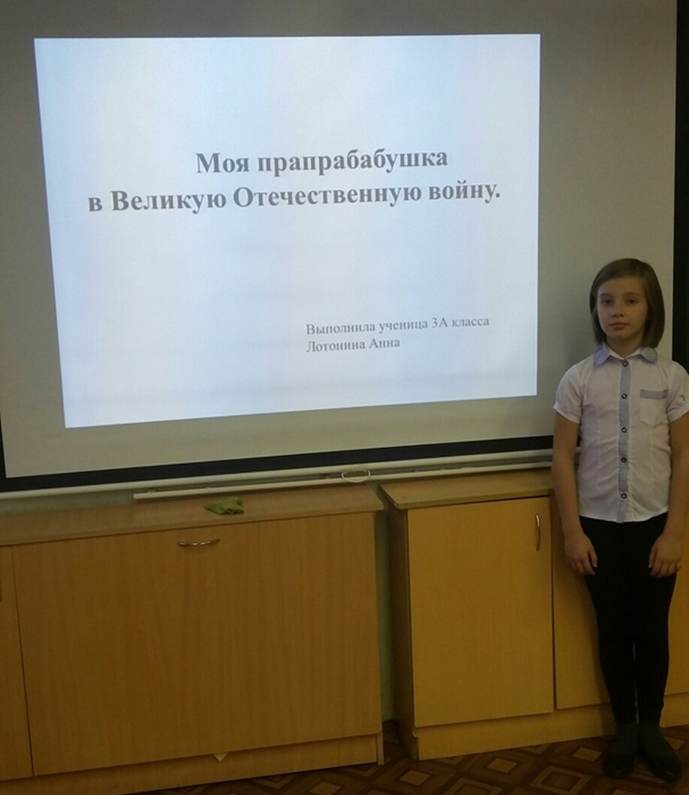 Моя прапрабабушка
в Великую Отечественную войну.
Выполнила ученица 3А класса
Лотонина Анна